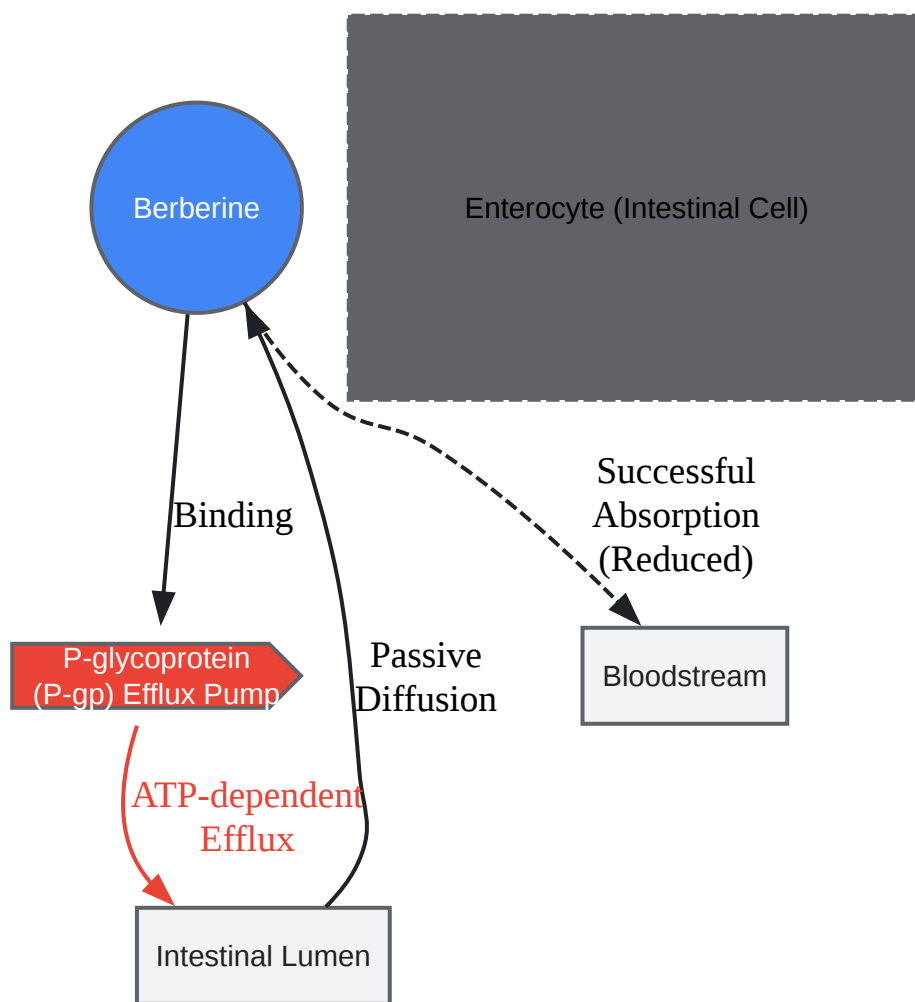 Berberine
Enterocyte (Intestinal Cell)
Successful
Absorption
(Reduced)
Binding
P-glycoprotein
(P-gp) Efflux Pump
Passive
Diffusion
Bloodstream
ATP-dependent
Efflux
Intestinal Lumen